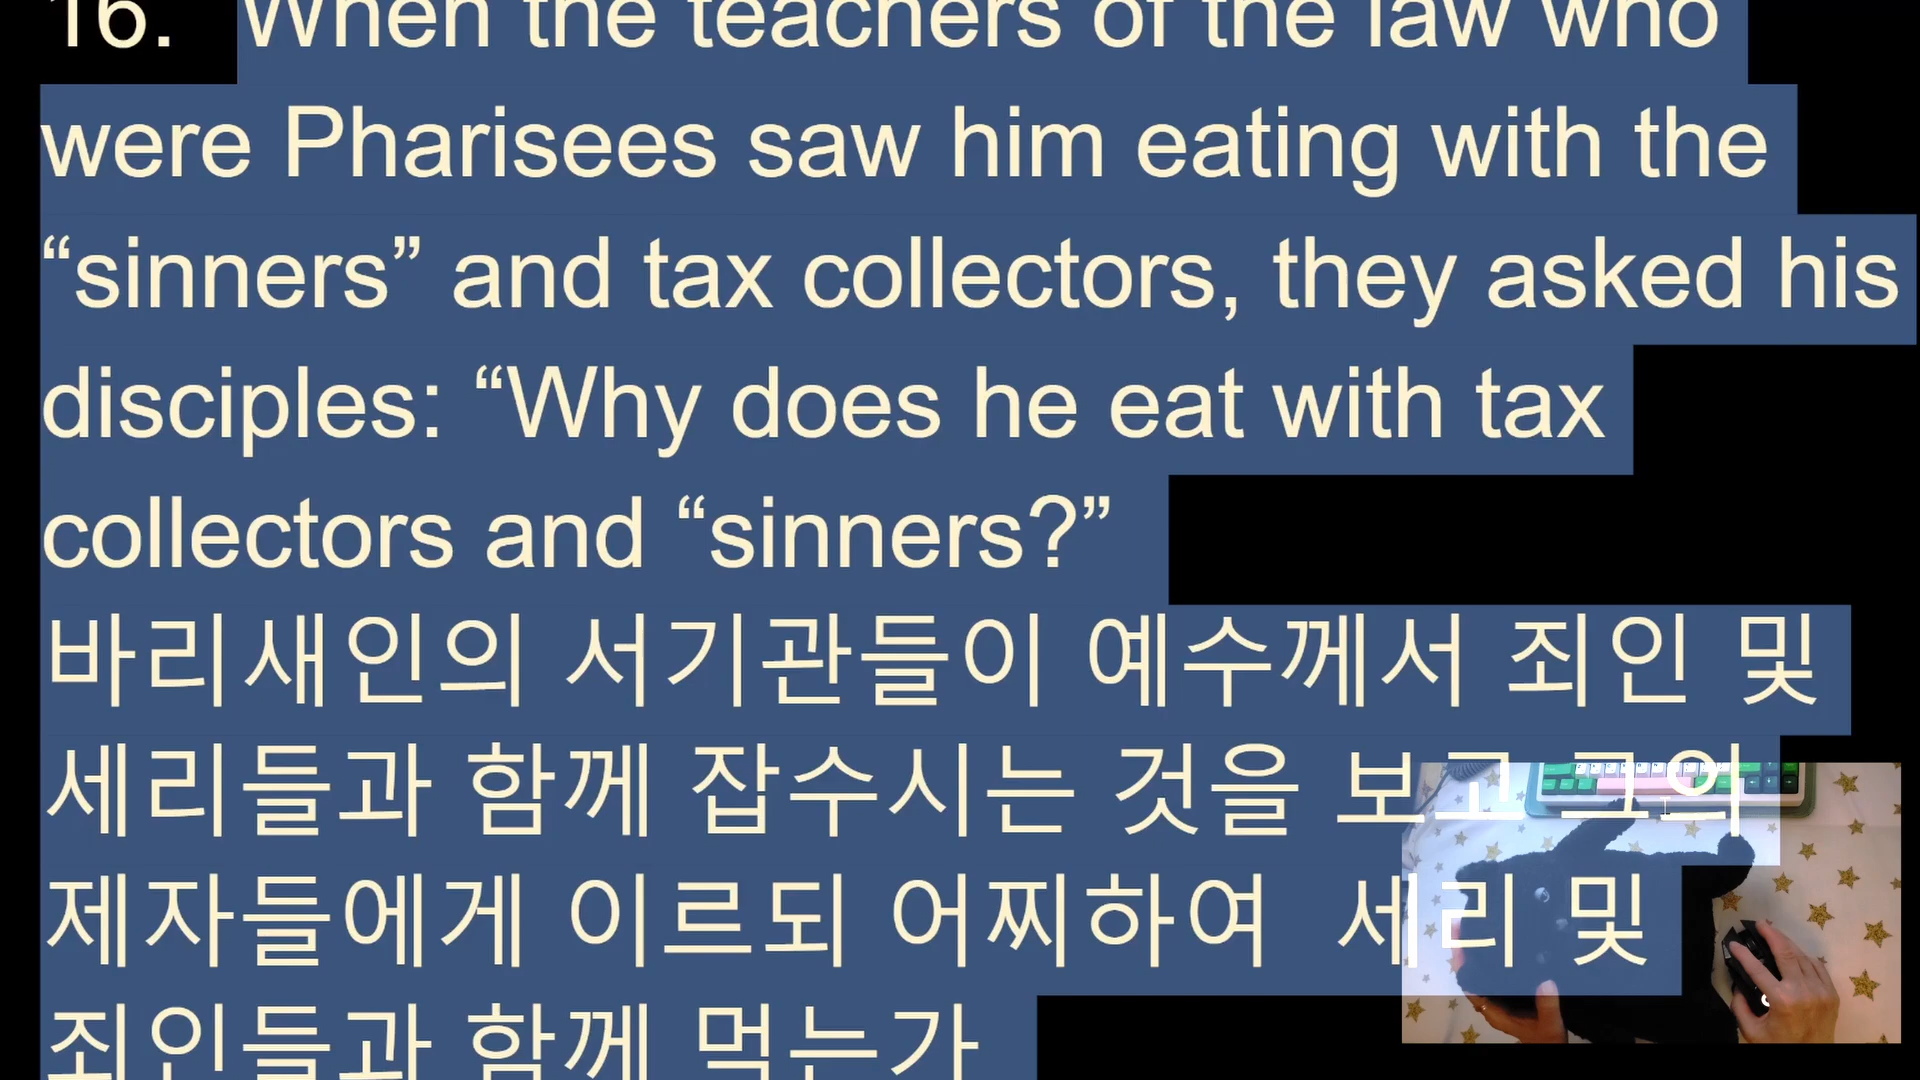 16. When the teachers of the law who
were Pharisees saw him eating with the
“sinners” and tax collectors, they asked his
disciples: “Why does he eat with tax
collectors and “sinners?”
바리새인의 서기관들이 예수께서 죄인 및
세리들과 함께 잡수시는 것을 보고 그의
제자들에게 이르되 어찌하여 세리 및
죄인들과 함께 먹는가